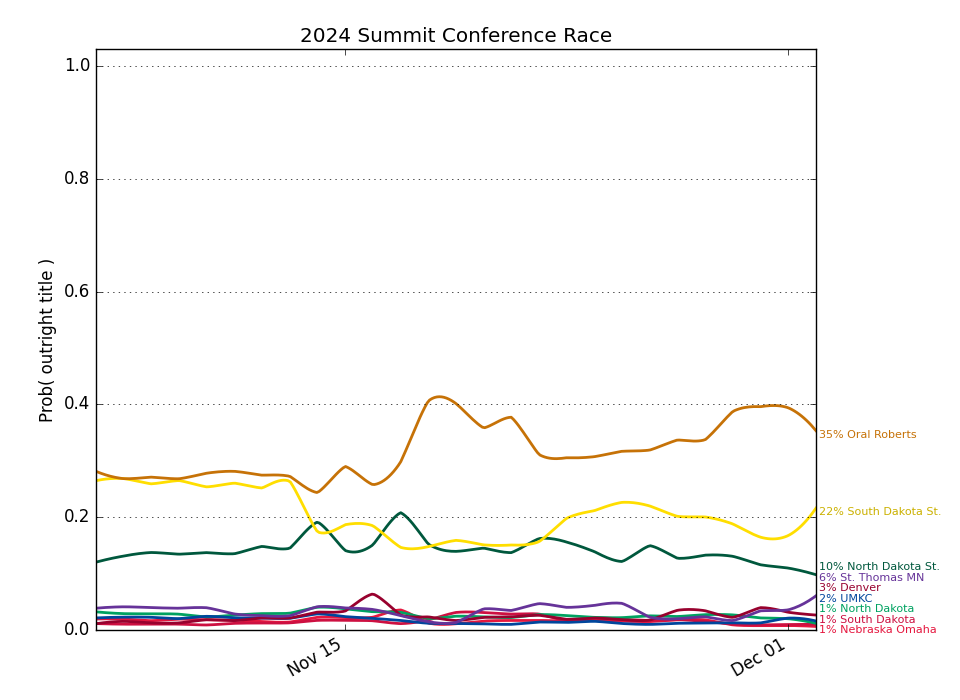 2024 Summit Conference Race
Prob( outright title )
1.0
0.8
0.6
0.4
0.2
0.0
Nov 15
Dec 01
35% Oral Roberts
22% South Dakota St.
10% North Dakota St.
6% St. Thomas MN
3% Denver
2% UMKC
1% North Dakota
1% South Dakota
1% Nebraska Omaha